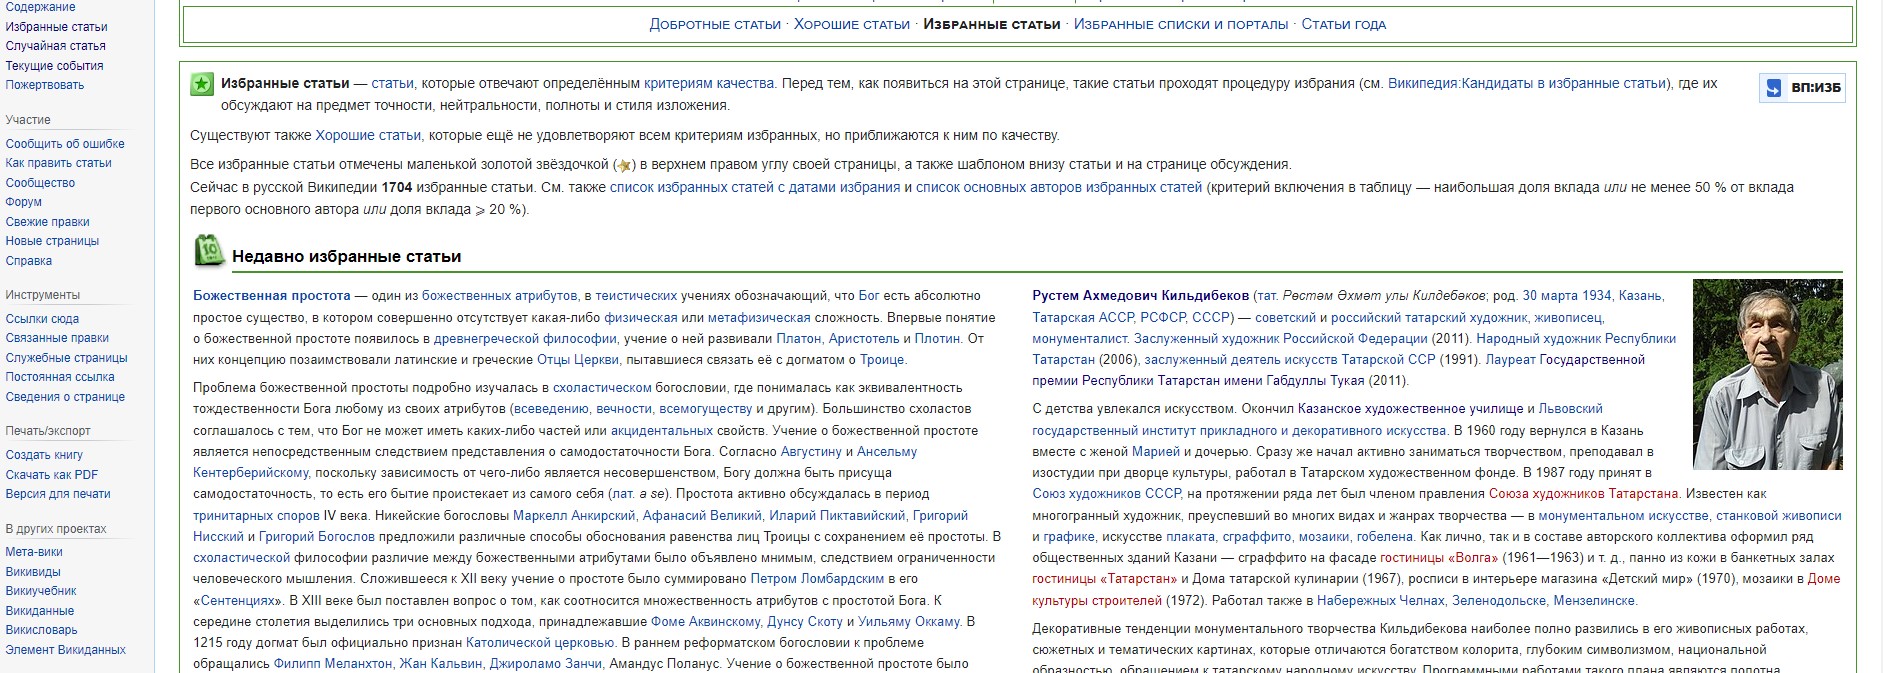 Содержание
Избранные статьи
Случайная статья
Текущие события
Пожертвовать
Участие
Сообщить об ошибке
Как править статьи
Сообщество
Форум
Свежие правки
Новые страницы
Справка
Инструменты
Ссылки сюда
Связанные правки
Служебные страницы
Постоянная ссылка
Сведения о странице
Печать/экспорт
Создать книгу
Скачать как PDF
Версия для печати
В других проектах
Мета-вики
Викивиды
Викиучебник
Викиданные
Викисловарь
Элемент Викиданных
Добротные статьи · Хорошие статьи · Избранные статьи · Избранные списки и порталы · Статьи года
Избранные статьи — статьи, которые отвечают определённым критериям качества. Перед тем, как появиться на этой странице, такие статьи проходят процедуру избрания (см. Википедия:Кандидаты в избранные статьи), где их
обсуждают на предмет точности, нейтральности, полноты и стиля изложения.
ВП:ИЗБ
Существуют также Хорошие статьи, которые ещё не удовлетворяют всем критериям избранных, но приближаются к ним по качеству.
Все избранные статьи отмечены маленькой золотой звёздочкой ( ) в верхнем правом углу своей страницы, а также шаблоном внизу статьи и на странице обсуждения.
Сейчас в русской Википедии 1704 избранные статьи. См. также список избранных статей с датами избрания и список основных авторов избранных статей (критерий включения в таблицу — наибольшая доля вклада или не менее 50 % от вклада
первого основного автора или доля вклада ⩾ 20 %).
Недавно избранные статьи
Божественная простота — один из божественных атрибутов, в теистических учениях обозначающий, что Бог есть абсолютно
простое существо, в котором совершенно отсутствует какая-либо физическая или метафизическая сложность. Впервые понятие
о божественной простоте появилось в древнегреческой философии, учение о ней развивали Платон, Аристотель и Плотин. От
них концепцию позаимствовали латинские и греческие Отцы Церкви, пытавшиеся связать её с догматом о Троице.
Проблема божественной простоты подробно изучалась в схоластическом богословии, где понималась как эквивалентность
тождественности Бога любому из своих атрибутов (всеведению, вечности, всемогуществу и другим). Большинство схоластов
соглашалось с тем, что Бог не может иметь каких-либо частей или акцидентальных свойств. Учение о божественной простоте
является непосредственным следствием представления о самодостаточности Бога. Согласно Августину и Ансельму
Кентерберийскому, поскольку зависимость от чего-либо является несовершенством, Богу должна быть присуща
самодостаточность, то есть его бытие проистекает из самого себя (лат. a se). Простота активно обсуждалась в период
тринитарных споров IV века. Никейские богословы Маркелл Анкирский, Афанасий Великий, Иларий Пиктавийский, Григорий
Нисский и Григорий Богослов предложили различные способы обоснования равенства лиц Троицы с сохранением её простоты. В
схоластической философии различие между божественными атрибутами было объявлено мнимым, следствием ограниченности
человеческого мышления. Сложившееся к XII веку учение о простоте было суммировано Петром Ломбардским в его
«Сентенциях». В XIII веке был поставлен вопрос о том, как соотносится множественность атрибутов с простотой Бога. К
середине столетия выделились три основных подхода, принадлежавшие Фоме Аквинскому, Дунсу Скоту и Уильяму Оккаму. В
1215 году догмат был официально признан Католической церковью. В раннем реформатском богословии к проблеме
обращались Филипп Меланхтон, Жан Кальвин, Джироламо Занчи, Амандус Поланус. Учение о божественной простоте было
Рустем Ахмедович Кильдибеков (тат. Рөстәм Әхмәт улы Килдебәков; род. 30 марта 1934, Казань,
Татарская АССР, РСФСР, СССР) — советский и российский татарский художник, живописец,
монументалист. Заслуженный художник Российской Федерации (2011). Народный художник Республики
Татарстан (2006), заслуженный деятель искусств Татарской ССР (1991). Лауреат Государственной
премии Республики Татарстан имени Габдуллы Тукая (2011).
С детства увлекался искусством. Окончил Казанское художественное училище и Львовский
государственный институт прикладного и декоративного искусства. В 1960 году вернулся в Казань
вместе с женой Марией и дочерью. Сразу же начал активно заниматься творчеством, преподавал в
изостудии при дворце культуры, работал в Татарском художественном фонде. В 1987 году принят в
Союз художников СССР, на протяжении ряда лет был членом правления Союза художников Татарстана. Известен как
многогранный художник, преуспевший во многих видах и жанрах творчества — в монументальном искусстве, станковой живописи
и графике, искусстве плаката, сграффито, мозаики, гобелена. Как лично, так и в составе авторского коллектива оформил ряд
общественных зданий Казани — сграффито на фасаде гостиницы «Волга» (1961—1963) и т. д., панно из кожи в банкетных залах
гостиницы «Татарстан» и Дома татарской кулинарии (1967), росписи в интерьере магазина «Детский мир» (1970), мозаики в Доме
культуры строителей (1972). Работал также в Набережных Челнах, Зеленодольске, Мензелинске.
Декоративные тенденции монументального творчества Кильдибекова наиболее полно развились в его живописных работах,
сюжетных и тематических картинах, которые отличаются богатством колорита, глубоким символизмом, национальной
образностью, обращением к татарскому народному искусству. Программными работами такого плана являются полотна